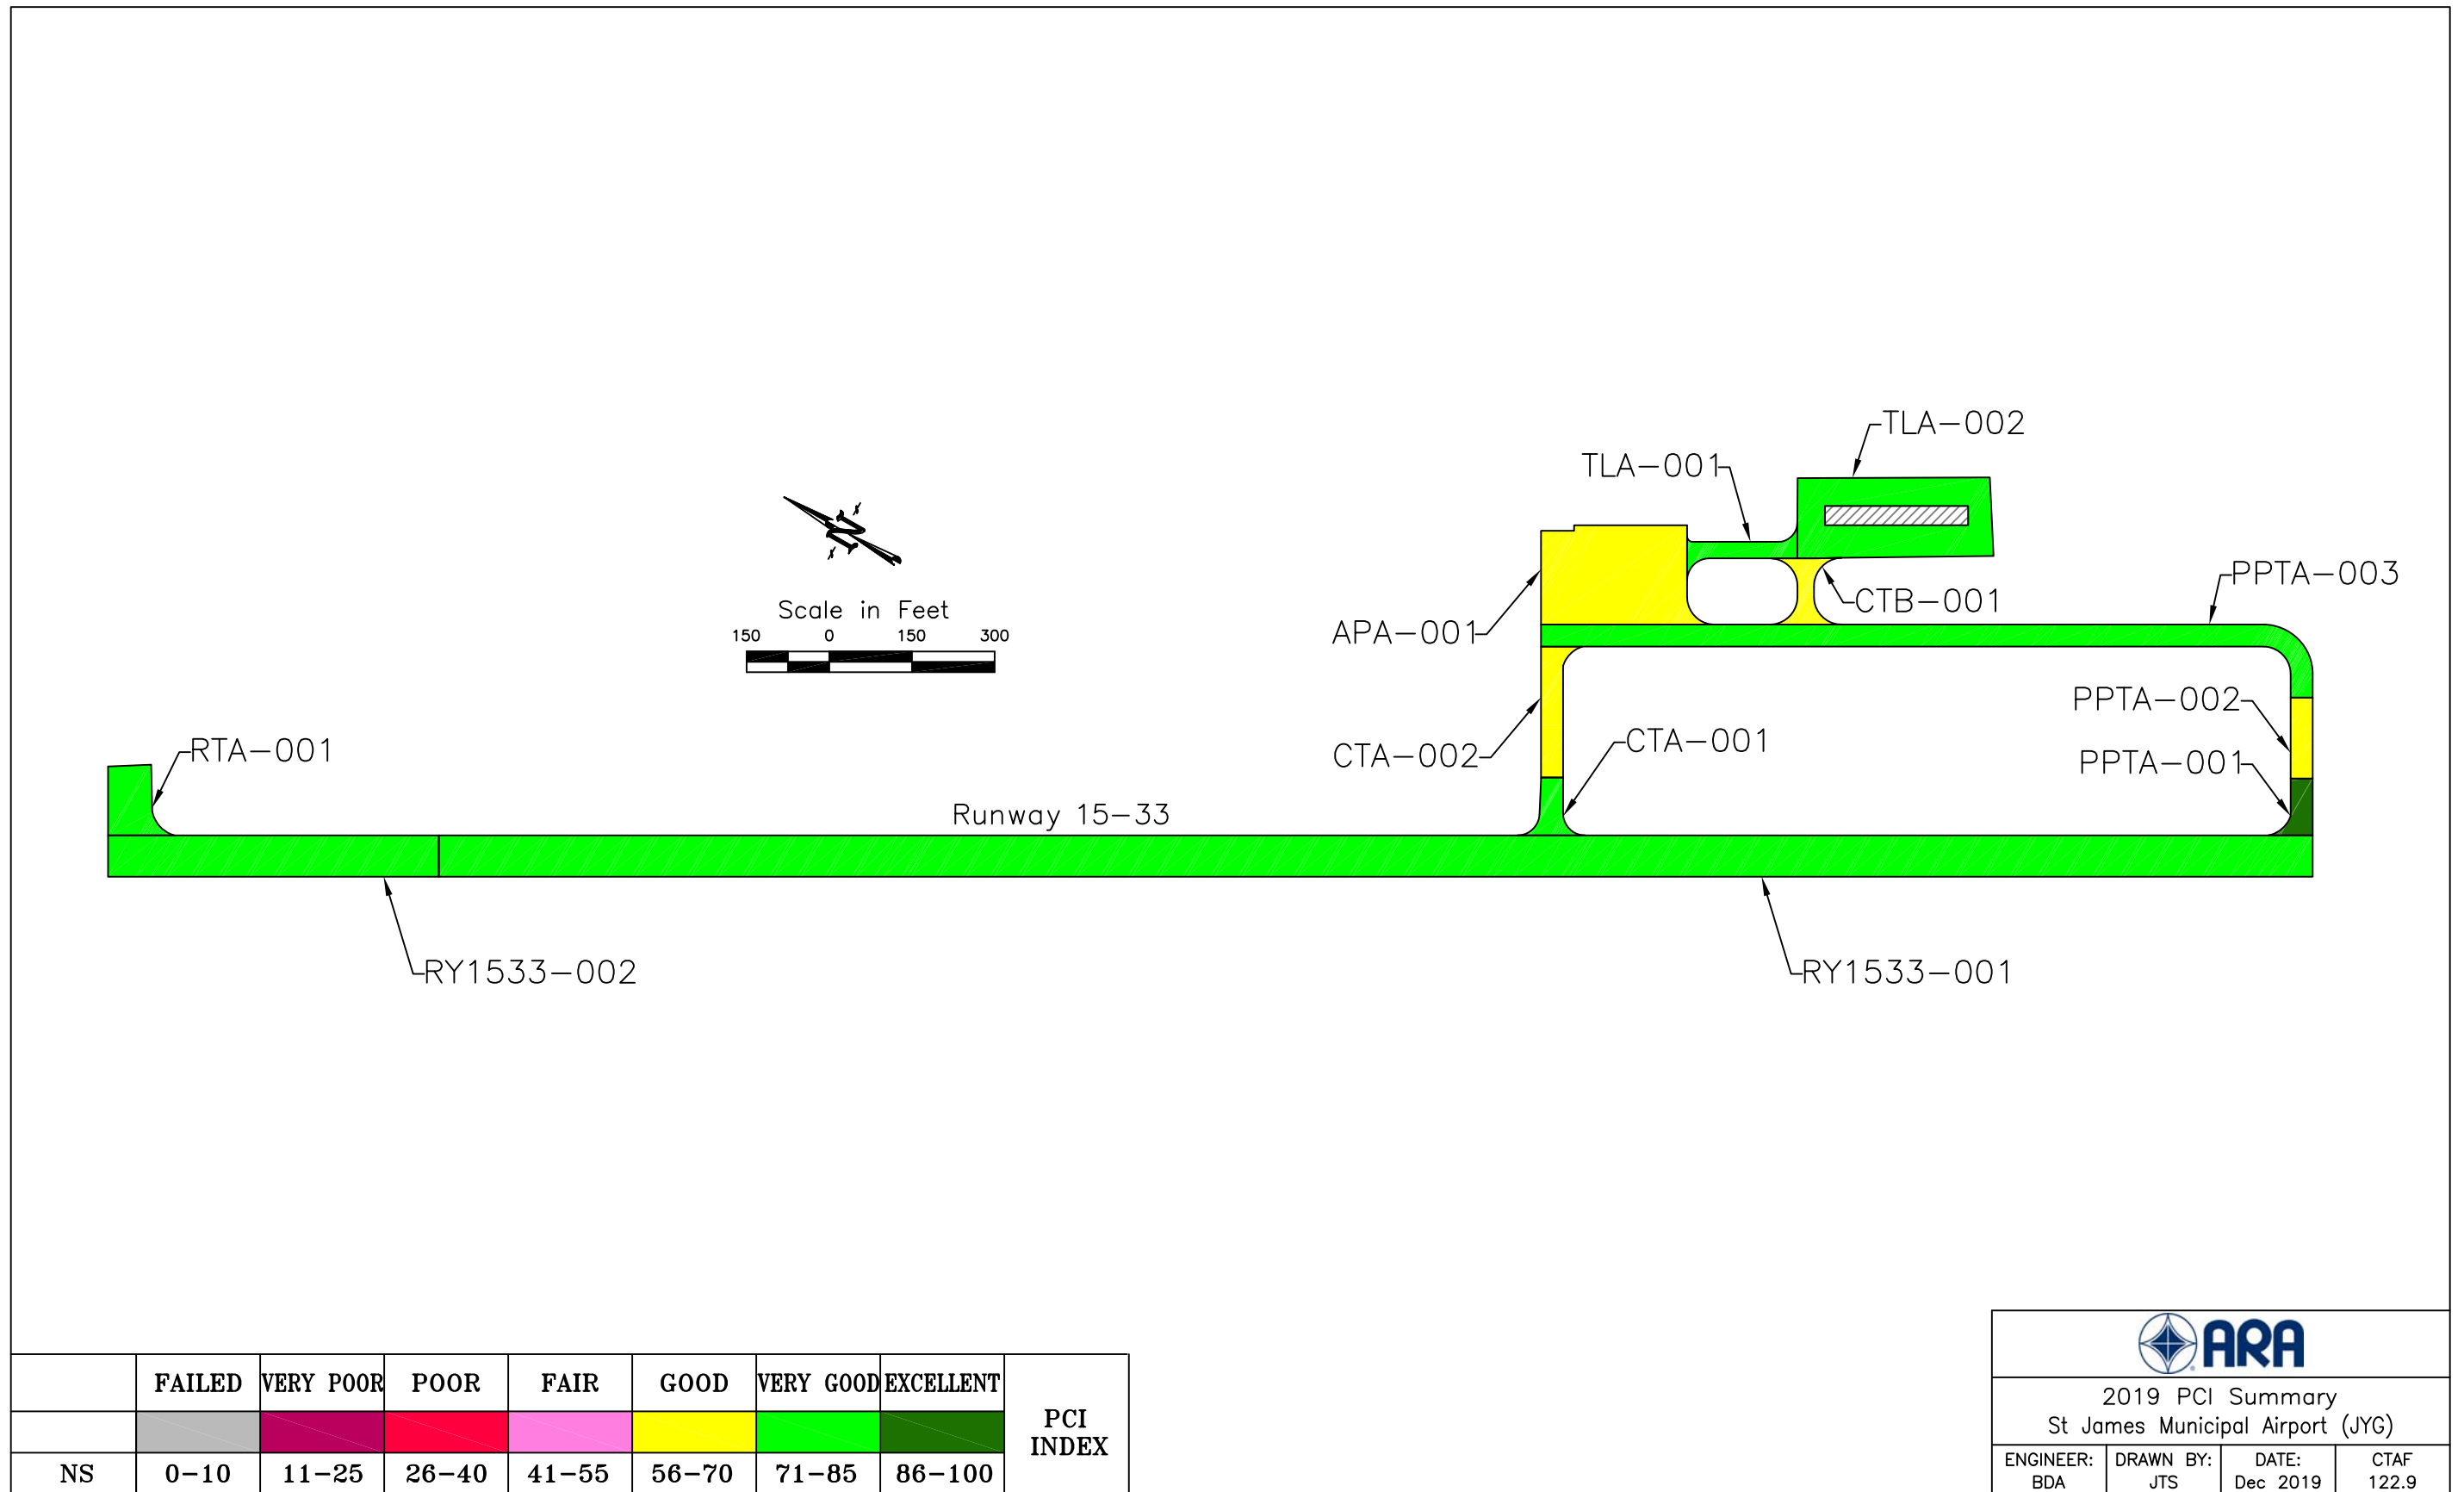 TLA-002
TLA-001
PPTA-003
CTB-001
Scale in Feet
150 0 150 300
APA-001
PPTA-002
RTA-001
CTA-002
CTA-001
PPTA-001
Runway 15-33
RY1533-002
RY1533-001
FAILED VERY POOR POOR FAIR GOOD VERY GOOD EXCELLENT
PCI
INDEX
NS 0-10 11-25 26-40 41-55 56-70 71-85 86-100
ARA
2019 PCI Summary
St James Municipal Airport (JYG)
ENGINEER: DRAWN BY: DATE: CTAF
BDA JTS Dec 2019 122.9